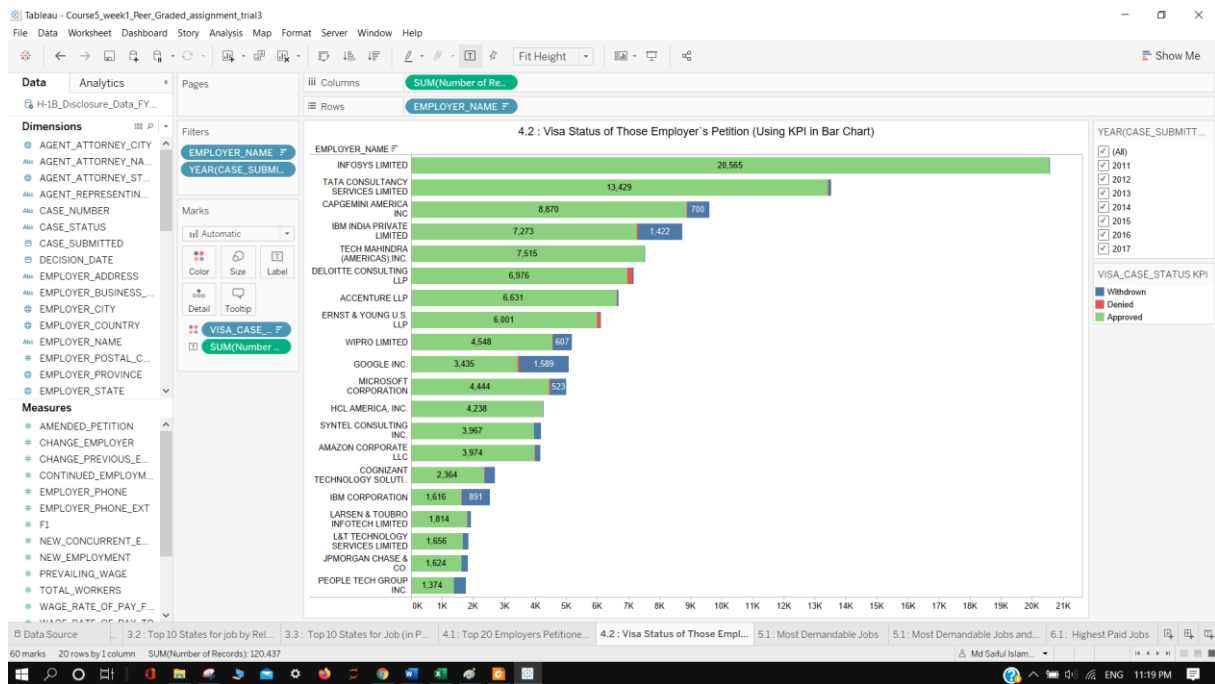 Tableau - Course5_week1_Peer_Graded_assignment_trial3
File Data Worksheet Dashboard Story Analysis Map Format Server Window Help
Fit Height
Show Me
Data Analytics
H-1B_Disclosure_Data_FY...
Dimensions
AGENT_ATTORNEY_CITY
AGENT_ATTORNEY_NA...
AGENT_ATTORNEY_ST...
AGENT_REPRESENTIN...
CASE_NUMBER
CASE_STATUS
CASE_SUBMITTED
DECISION_DATE
EMPLOYER_ADDRESS
EMPLOYER_BUSINESS_...
EMPLOYER_CITY
EMPLOYER_COUNTRY
EMPLOYER_NAME
EMPLOYER_POSTAL_C...
EMPLOYER_PROVINCE
EMPLOYER_STATE
Measures
AMENDED_PETITION
CHANGE_EMPLOYER
CHANGE_PREVIOUS_E...
CONTINUED_EMPLOYM...
EMPLOYER_PHONE
EMPLOYER_PHONE_EXT
F1
NEW_CONCURRENT_E...
NEW_EMPLOYMENT
PREVAILING_WAGE
TOTAL_WORKERS
WAGE_RATE_OF_PAY_F...
WAGE_RATE_OF_PAY_TO
Pages
Filters
EMPLOYER_NAME
YEAR(CASE_SUBMI..
Marks
Automatic
Color Size Label
Detail Tooltip
VISA_CASE_..
SUM(Number ..
Columns SUM(Number of Re..
Rows EMPLOYER_NAME
4.2 : Visa Status of Those Employer`s Petition (Using KPI in Bar Chart)
EMPLOYER_NAME
INFOSYS LIMITED 20,565
TATA CONSULTANCY
SERVICES LIMITED 13,429
CAPGEMINI AMERICA
INC 8,870 700
IBM INDIA PRIVATE
LIMITED 7,273 1,422
TECH MAHINDRA
(AMERICAS),INC. 7,515
DELOITTE CONSULTING
LLP 6,976
ACCENTURE LLP 6,631
ERNST & YOUNG U.S.
LLP 6,001
WIPRO LIMITED 4,548 607
GOOGLE INC. 3,435 1,589
MICROSOFT
CORPORATION 4,444 523
HCL AMERICA, INC. 4,238
SYNTEL CONSULTING
INC. 3,967
AMAZON CORPORATE
LLC 3,974
COGNIZANT
TECHNOLOGY SOLUTI.. 2,364
IBM CORPORATION 1,616 891
LARSEN & TOUBRO
INFOTECH LIMITED 1,814
L&T TECHNOLOGY
SERVICES LIMITED 1,656
JPMORGAN CHASE &
CO. 1,624
PEOPLE TECH GROUP
INC. 1,374
0K 1K 2K 3K 4K 5K 6K 7K 8K 9K 10K 11K 12K 13K 14K 15K 16K 17K 18K 19K 20K 21K
YEAR(CASE_SUBMITT...
(All)
2011
2012
2013
2014
2015
2016
2017
VISA_CASE_STATUS KPI
Withdrown
Denied
Approved
Data Source 3.2 : Top 10 States for job by Rel... 3.3 : Top 10 States for Job (in P... 4.1 : Top 20 Employers Petitione... 4.2 : Visa Status of Those Empl... 5.1: Most Demandable Jobs 5.1: Most Demandable Jobs and... 6.1: Highest Paid Jobs
60 marks 20 rows by 1 column SUM(Number of Records): 120,437 Md Saiful Islam...
ENG 11:19 PM